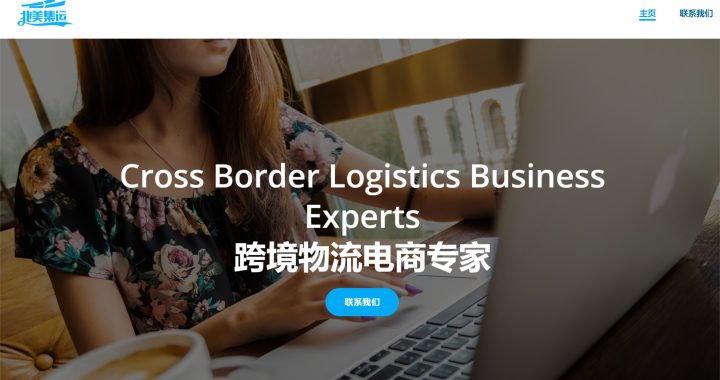 北美集运
主页
联系我们
Cross Border Logistics Business
Experts
跨境物流电商专家
联系我们